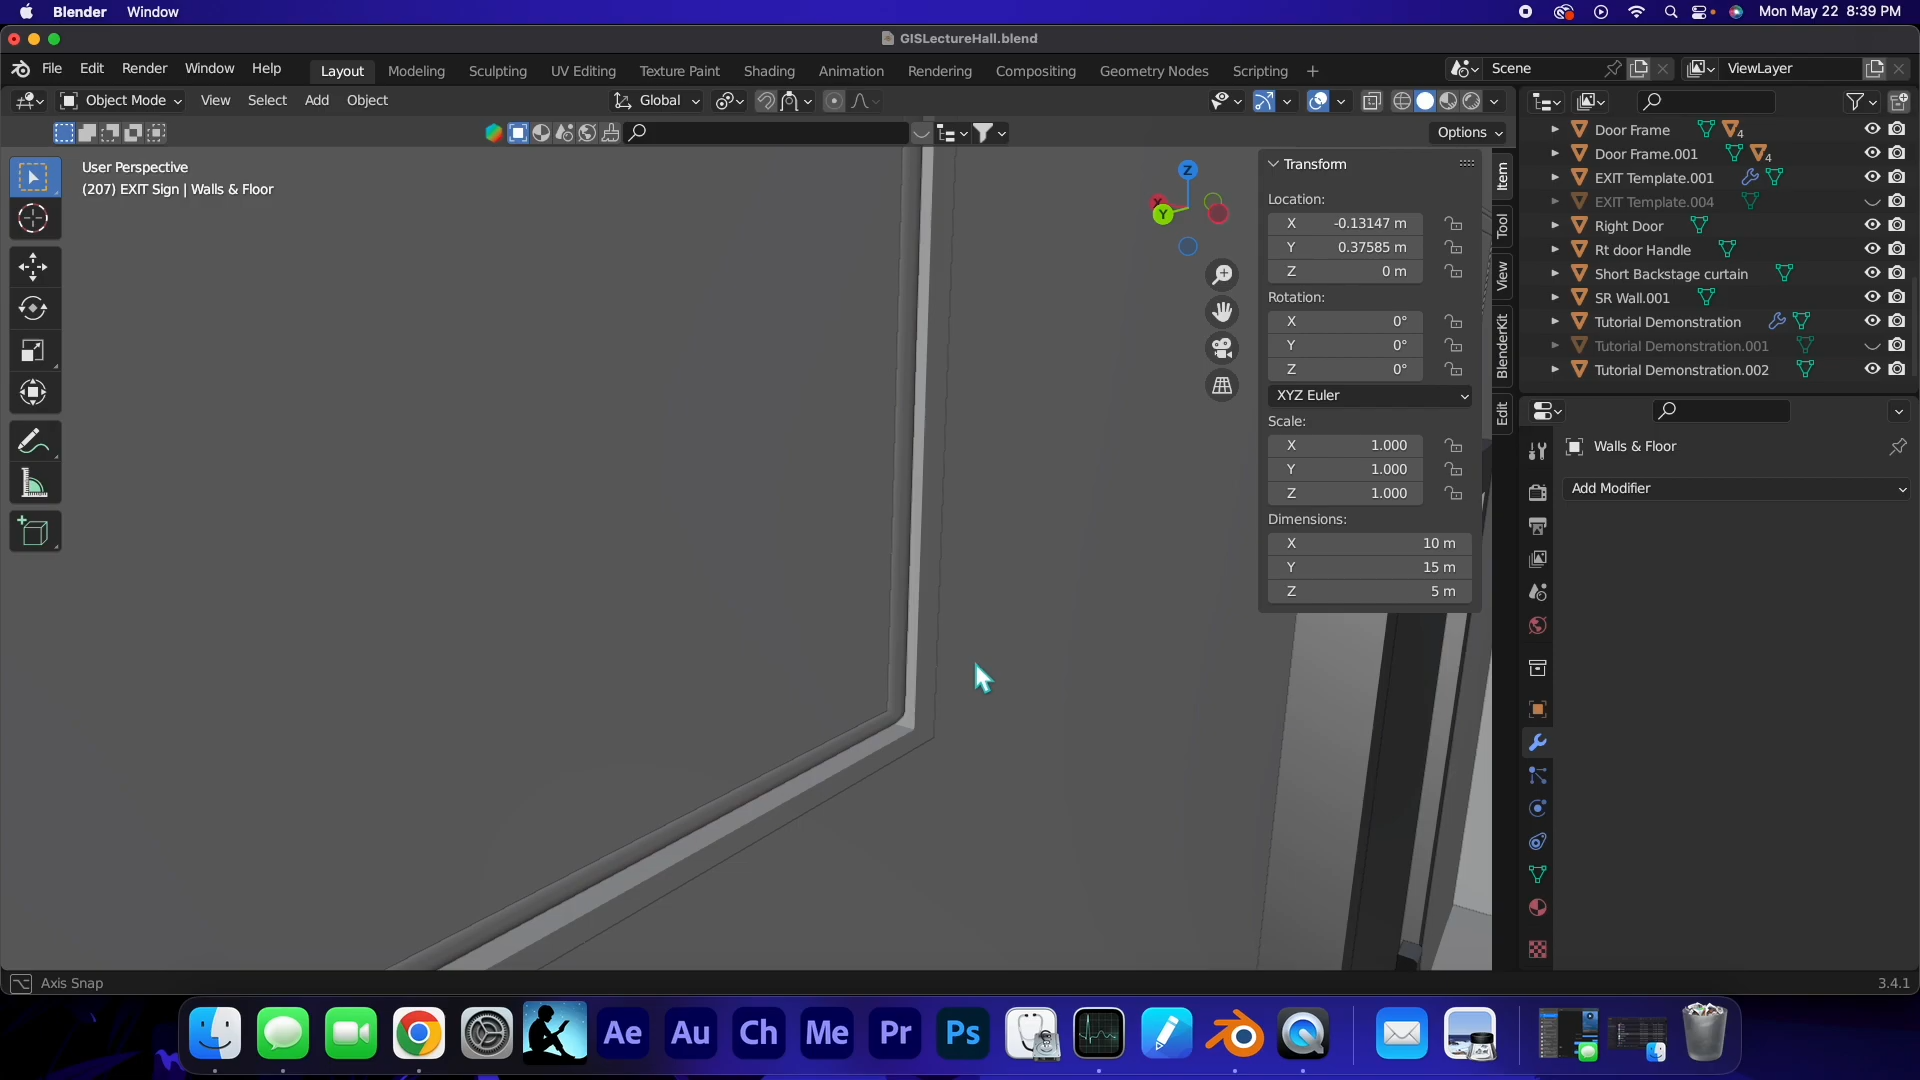 Blender Window Mon May 22 8:39 PM
GISLectureHall.blend
File Edit Render Window Help Layout Modeling Sculpting UV Editing Texture Paint Shading Animation Rendering Compositing Geometry Nodes Scripting + Scene ViewLayer
Object Mode View Select Add Object Global
Options
User Perspective
(207) EXIT Sign | Walls & Floor
Z
X
Y
Transform
Location:
X -0.13147 m
Y 0.37585 m
Z 0 m
Rotation:
X 0°
Y 0°
Z 0°
XYZ Euler
Scale:
X 1.000
Y 1.000
Z 1.000
Dimensions:
X 10 m
Y 15 m
Z 5 m
Item
Tool
View
BlenderKit
Edit
Door Frame 4
Door Frame.001 4
EXIT Template.001
EXIT Template.004
Right Door
Rt door Handle
Short Backstage curtain
SR Wall.001
Tutorial Demonstration
Tutorial Demonstration.001
Tutorial Demonstration.002
Walls & Floor
Add Modifier
Axis Snap 3.4.1
Ae Au Ch Me Pr Ps